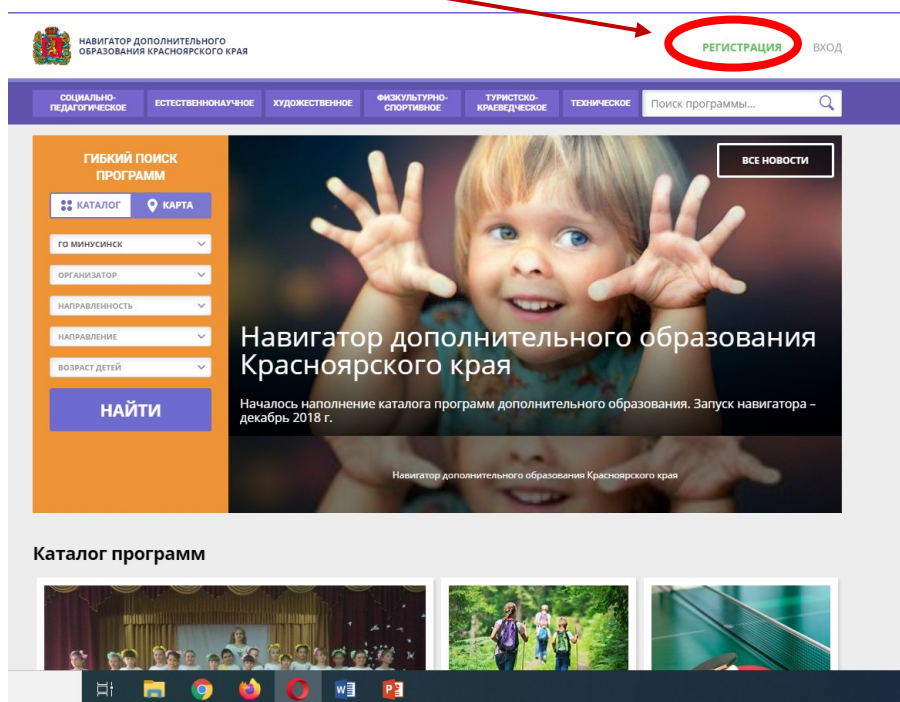 НАВИГАТОР ДОПОЛНИТЕЛЬНОГО
ОБРАЗОВАНИЯ КРАСНОЯРСКОГО КРАЯ
РЕГИСТРАЦИЯ
ВХОД
СОЦИАЛЬНО-
ПЕДАГОГИЧЕСКОЕ
ЕСТЕСТВЕННОНАУЧНОЕ
ХУДОЖЕСТВЕННОЕ
ФИЗКУЛЬТУРНО-
СПОРТИВНОЕ
ТУРИСТСКО-
КРАЕВЕДЧЕСКОЕ
ТЕХНИЧЕСКОЕ
Поиск программы...
ГИБКИЙ ПОИСК
ПРОГРАММ
КАТАЛОГ
КАРТА
ГО МИНУСИНСК
ОРГАНИЗАТОР
НАПРАВЛЕННОСТЬ
НАПРАВЛЕНИЕ
ВОЗРАСТ ДЕТЕЙ
НАЙТИ
ВСЕ НОВОСТИ
Навигатор дополнительного образования
Красноярского края
Началось наполнение каталога программ дополнительного образования. Запуск навигатора –
декабрь 2018 г.
Навигатор дополнительного образования Красноярского края
Каталог программ